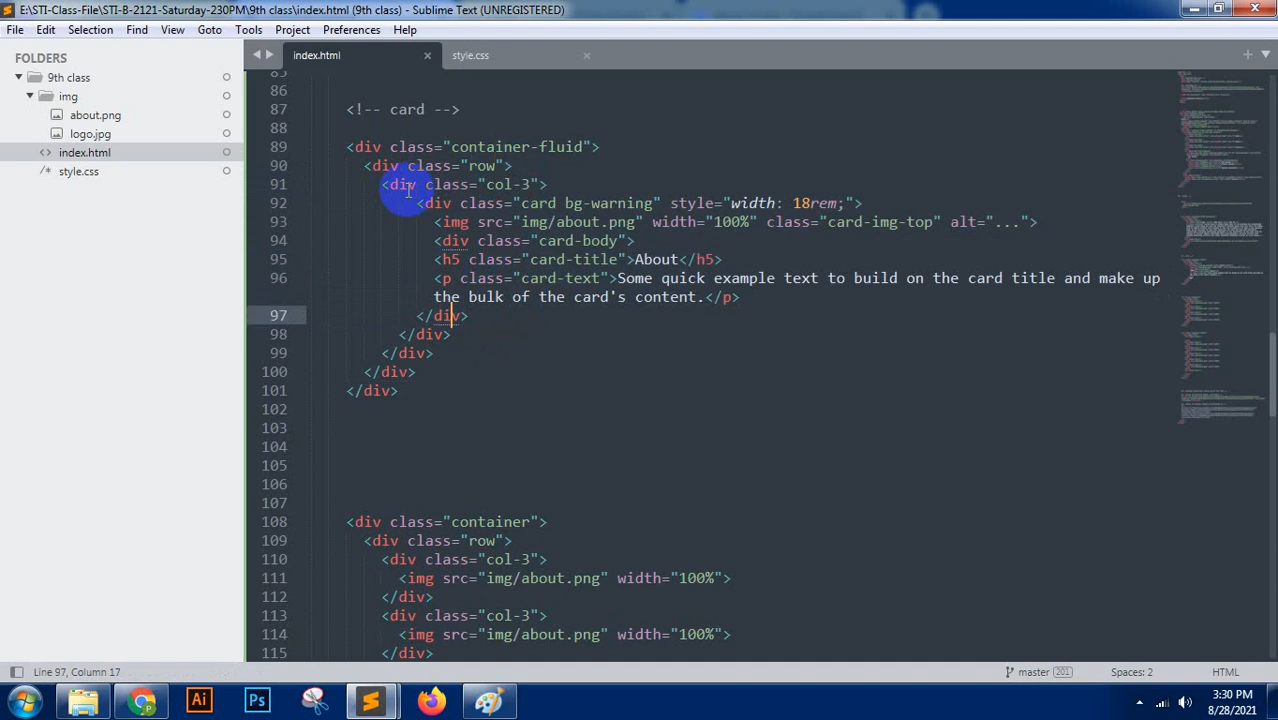 E:\STI-Class-File\STI-B-2121-Saturday-230PM\9th class\index.html (9th class) - Sublime Text (UNREGISTERED)
File Edit Selection Find View Goto Tools Project Preferences Help
FOLDERS
9th class
img
about.png
logo.jpg
<> index.html
/* style.css
index.html × style.css ×
85
86
87 <!-- card -->
88
89 <div class="container-fluid">
90 <div class="row">
91 <div class="col-3">
92 <div class="card bg-warning" style="width: 18rem;">
93 <img src="img/about.png" width="100%" class="card-img-top" alt="...">
94 <div class="card-body">
95 <h5 class="card-title">About</h5>
96 <p class="card-text">Some quick example text to build on the card title and make up
the bulk of the card's content.</p>
97 </div>
98 </div>
99 </div>
100 </div>
101 </div>
102
103
104
105
106
107
108 <div class="container">
109 <div class="row">
110 <div class="col-3">
111 <img src="img/about.png" width="100%">
112 </div>
113 <div class="col-3">
114 <img src="img/about.png" width="100%">
115 </div>
Line 97, Column 17 master 201 Spaces: 2 HTML
Ai Ps
3:30 PM
8/28/2021